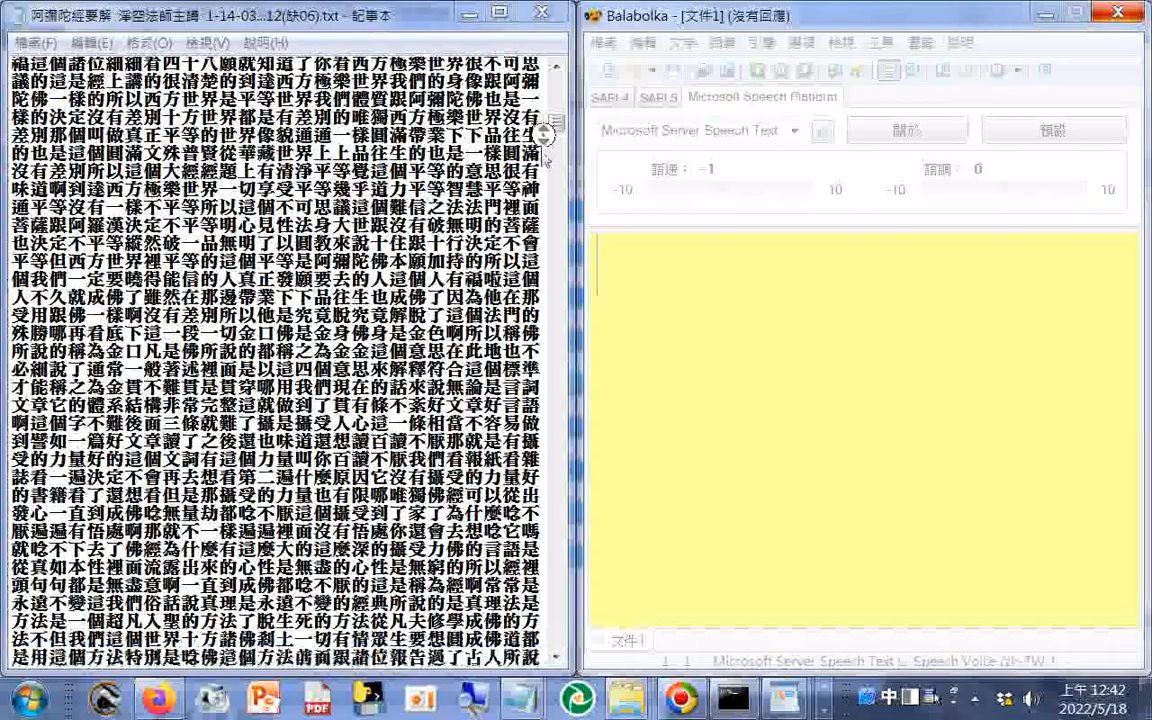 阿彌陀經要解 淨空法師主講 1-14-03...12(缺06).txt - 記事本
檔案(F) 編輯(E) 格式(O) 檢視(V) 說明(H)
福這個諸位細細看四十八願就知道了你看西方極樂世界很不可思
議的這是經上講的很清楚的到達西方極樂世界我們的身像跟阿彌
陀佛一樣的所以西方世界是平等世界我們體質跟阿彌陀佛也是一
樣的決定沒有差別十方世界都是有差別的唯獨西方極樂世界沒有
差別那個叫做真正平等的世界像貌通通一樣圓滿帶業下下品往生
的也是這個圓滿文殊普賢從華藏世界上上品往生的也是一樣圓滿
沒有差別所以這個大經經題上有清淨平等覺這個平等的意思很有
味道啊到達西方極樂世界一切享受平等幾乎道力平等智慧平等神
通平等沒有一樣不平等所以這個不可思議這個難信之法法門裡面
菩薩跟阿羅漢決定不平等明心見性法身大世跟沒有破無明的菩薩
也決定不平等縱然破一品無明了以圓教來說十住跟十行決定不會
平等但西方世界裡平等的這個平等是阿彌陀佛本願加持的所以這
個我們一定要曉得能信的人真正發願要去的人這個人有福啦這個
人不久就成佛了雖然在那邊帶業下下品往生也成佛了因為他在那
受用跟佛一樣啊沒有差別所以他是究竟脫究竟解脫了這個法門的
殊勝哪再看底下這一段一切金口佛是金身佛身是金色啊所以稱佛
所說的稱為金口凡是佛所說的都稱之為金金這個意思在此地也不
必細說了通常一般著述裡面是以這四個意思來解釋符合這個標準
才能稱之為金貫不難貫是貫穿哪用我們現在的話來說無論是言詞
文章它的體系結構非常完整這就做到了貫有條不紊好文章好言語
啊這個字不難後面三條就難了攝是攝受人心這一條相當不容易做
到譬如一篇好文章讀了之後還也味道還想讀百讀不厭那就是有攝
受的力量好的這個文詞有這個力量叫你百讀不厭我們看報紙看雜
誌看一遍決定不會再去想看第二遍什麼原因它沒有攝受的力量好
的書籍看了還想看但是那攝受的力量也有限哪唯獨佛經可以從出
發心一直到成佛唸無量劫都唸不厭這個攝受到了家了為什麼唸不
厭遍遍有悟處啊那就不一樣遍遍裡面沒有悟處你還會去想唸它嗎
就唸不下去了佛經為什麼有這麼大的這麼深的攝受力佛的言語是
從真如本性裡面流露出來的心性是無盡的心性是無窮的所以經裡
頭句句都是無盡意啊一直到成佛都唸不厭的這是稱為經啊常常是
永遠不變這我們俗話說真理是永遠不變的經典所說的是真理法是
方法是一個超凡入聖的方法了脫生死的方法從凡夫修學成佛的方
法不但我們這個世界十方諸佛剎土一切有情眾生要想圓成佛道都
是用這個方法特別是唸佛這個方法前面跟諸位報告過了古人所說
Balabolka - [文件1] (沒有回應)
檔案 編輯 文字 閱讀 引擎 選項 檢視 工具 書籤 說明
SAPI 4 SAPI 5 Microsoft Speech Platform
Microsoft Server Speech Text 關於 預設
語速: -1 語調: 0
-10 10 -10 10
文件1
1: 1 Microsoft Server Speech Text
中
上午 12:42
2022/5/18